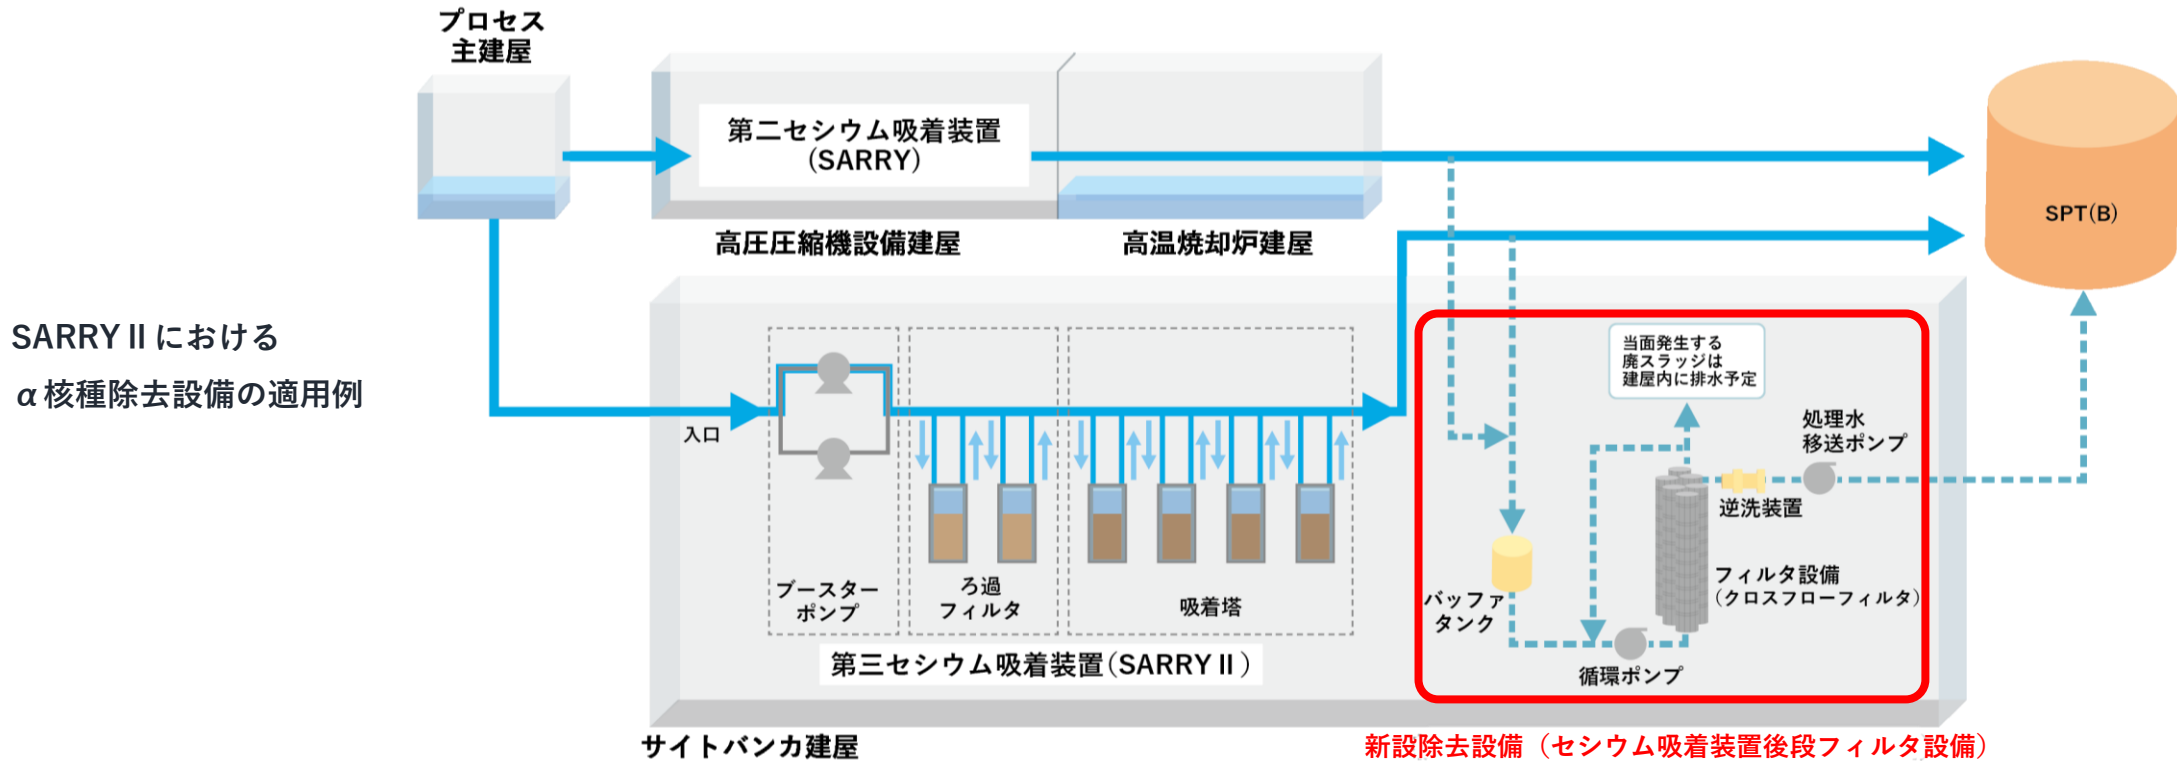 プロセス
主建屋
第二セシウム吸着装置
(SARRY)
高圧圧縮機設備建屋
高温焼却炉建屋
SPT(B)
SARRYⅡにおける
α核種除去設備の適用例
入口
ブースター
ポンプ
ろ過
フィルタ
吸着塔
第三セシウム吸着装置(SARRYⅡ)
当面発生する
廃スラッジは
建屋内に排水予定
処理水
移送ポンプ
逆洗装置
フィルタ設備
(クロスフローフィルタ)
バッファ
タンク
循環ポンプ
サイトバンカ建屋
新設除去設備（セシウム吸着装置後段フィルタ設備）